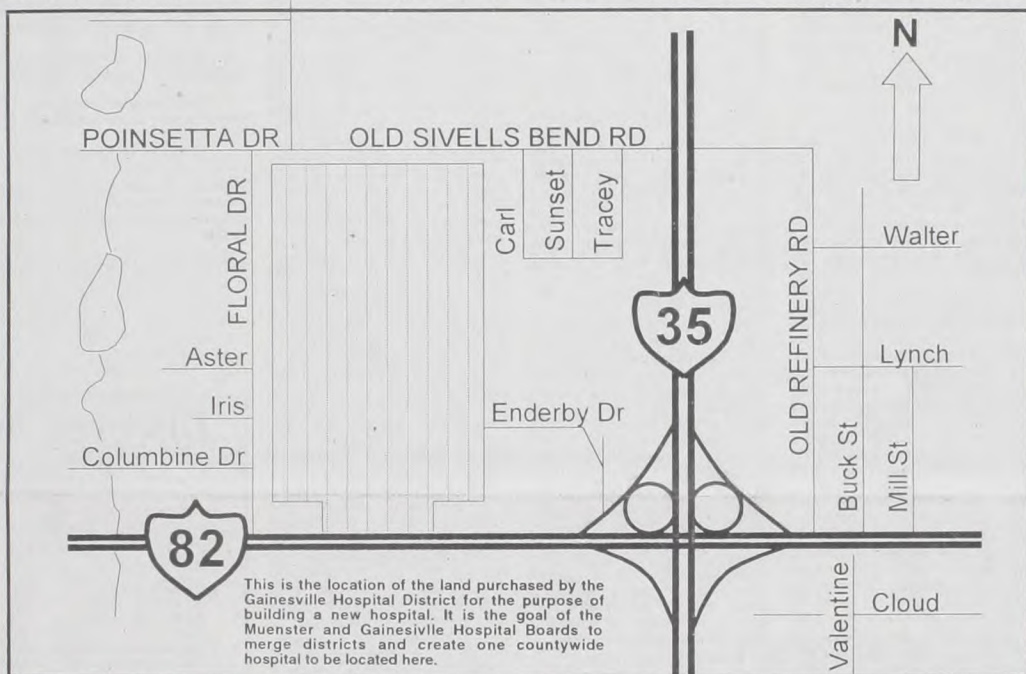 N
POINSETTA DR
OLD SIVELLS BEND RD
FLORAL DR
Carl
Sunset
Tracey
Walter
35
OLD REFINERY RD
Aster
Lynch
Iris
Enderby Dr
Buck St
Mill St
Columbine Dr
82
This is the location of the land purchased by the
Gainesville Hospital District for the purpose of
building a new hospital. It is the goal of the
Muenster and Gainesivlle Hospital Boards to
merge districts and create one countywide
hospital to be located here.
Valentine
Cloud